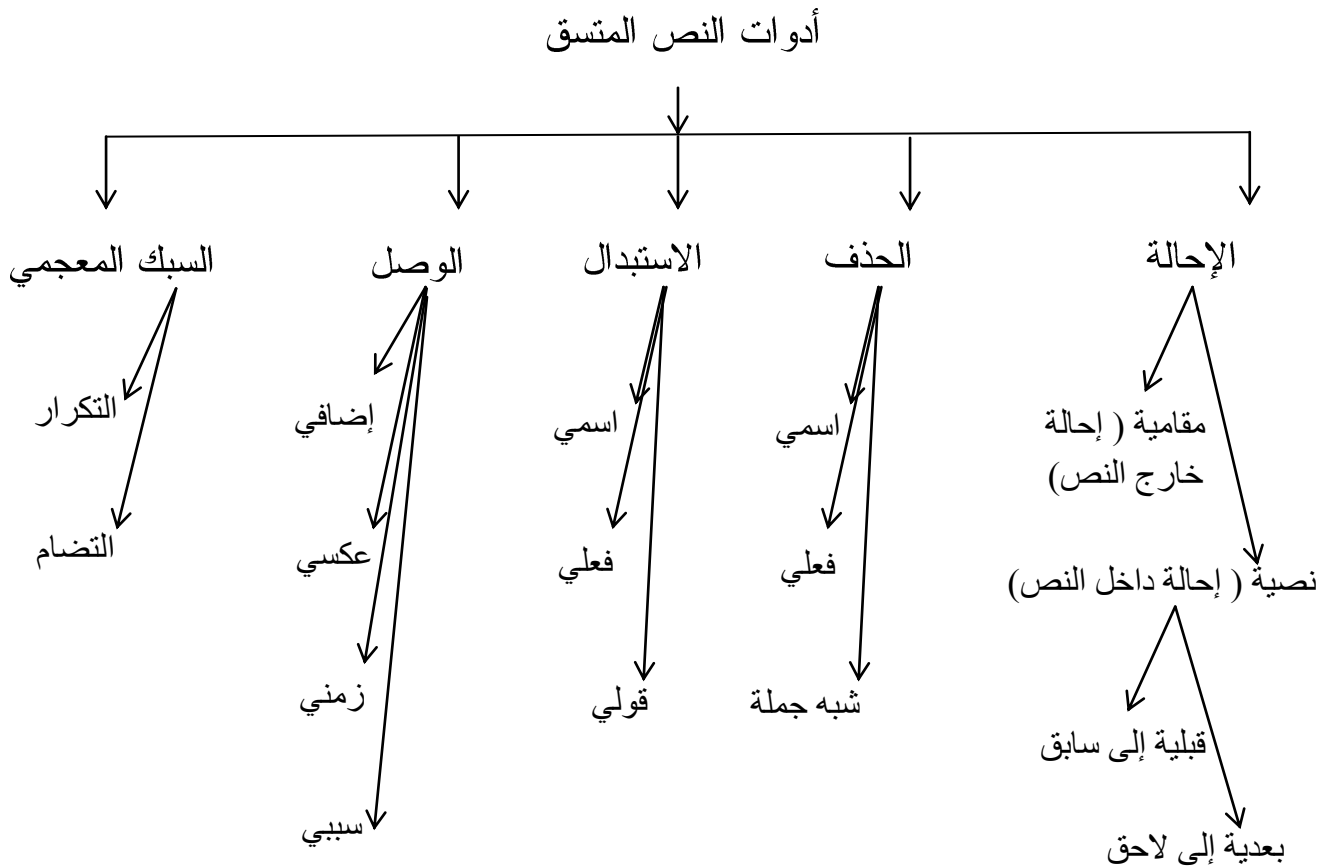 أدوات النص المتسق
الإحالة
الحذف
الاستبدال
الوصل
السبك المعجمي
مقامية ( إحالة
خارج النص)
نصية ( إحالة داخل النص)
قبلية إلى سابق
بعدية إلى لاحق
اسمي
فعلي
شبه جملة
اسمي
فعلي
قولي
إضافي
عكسي
زمني
سببي
التكرار
التضام